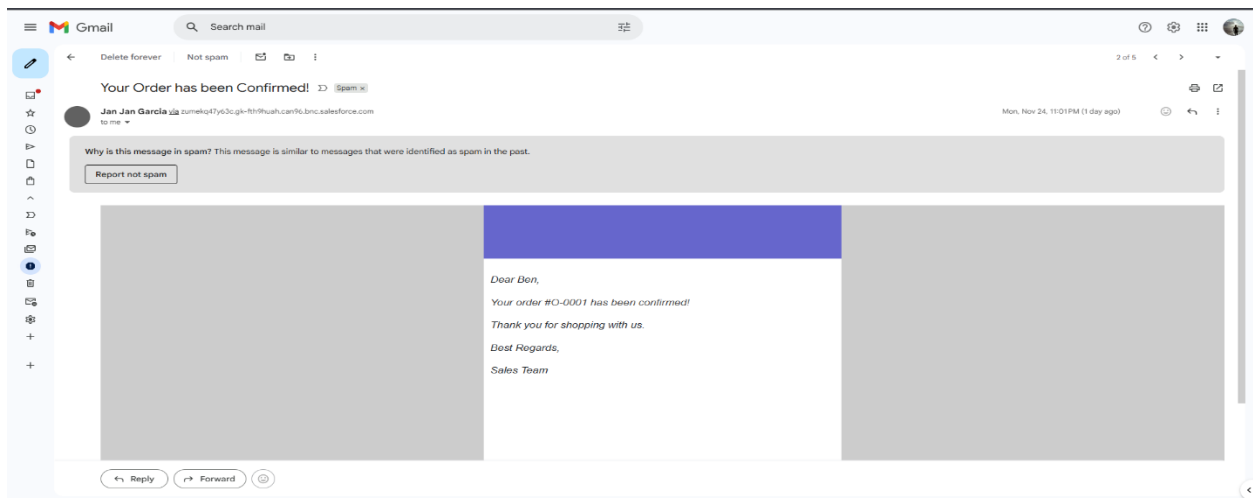 Gmail
Search mail
Delete forever
Not spam
2 of 5
Your Order has been Confirmed!
Spam ×
Jan Jan Garcia via zumekq47y63c.gk-fth9huah.can96.bnc.salesforce.com
Mon, Nov 24, 11:01 PM (1 day ago)
to me
Why is this message in spam? This message is similar to messages that were identified as spam in the past.
Report not spam
Dear Ben,
Your order #O-0001 has been confirmed!
Thank you for shopping with us.
Best Regards,
Sales Team
Reply
Forward